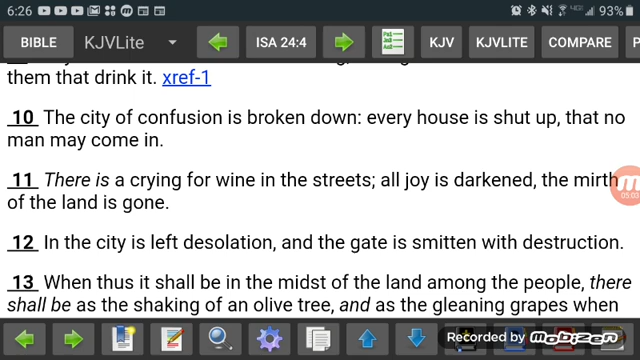 6:26 93%
BIBLE KJVLite ISA 24:4 KJV KJVLITE COMPARE
them that drink it. xref-1
10 The city of confusion is broken down: every house is shut up, that no
man may come in.
11 There is a crying for wine in the streets; all joy is darkened, the mirth
of the land is gone.
12 In the city is left desolation, and the gate is smitten with destruction.
13 When thus it shall be in the midst of the land among the people, there
shall be as the shaking of an olive tree, and as the gleaning grapes when
05:03
Recorded by mobizen